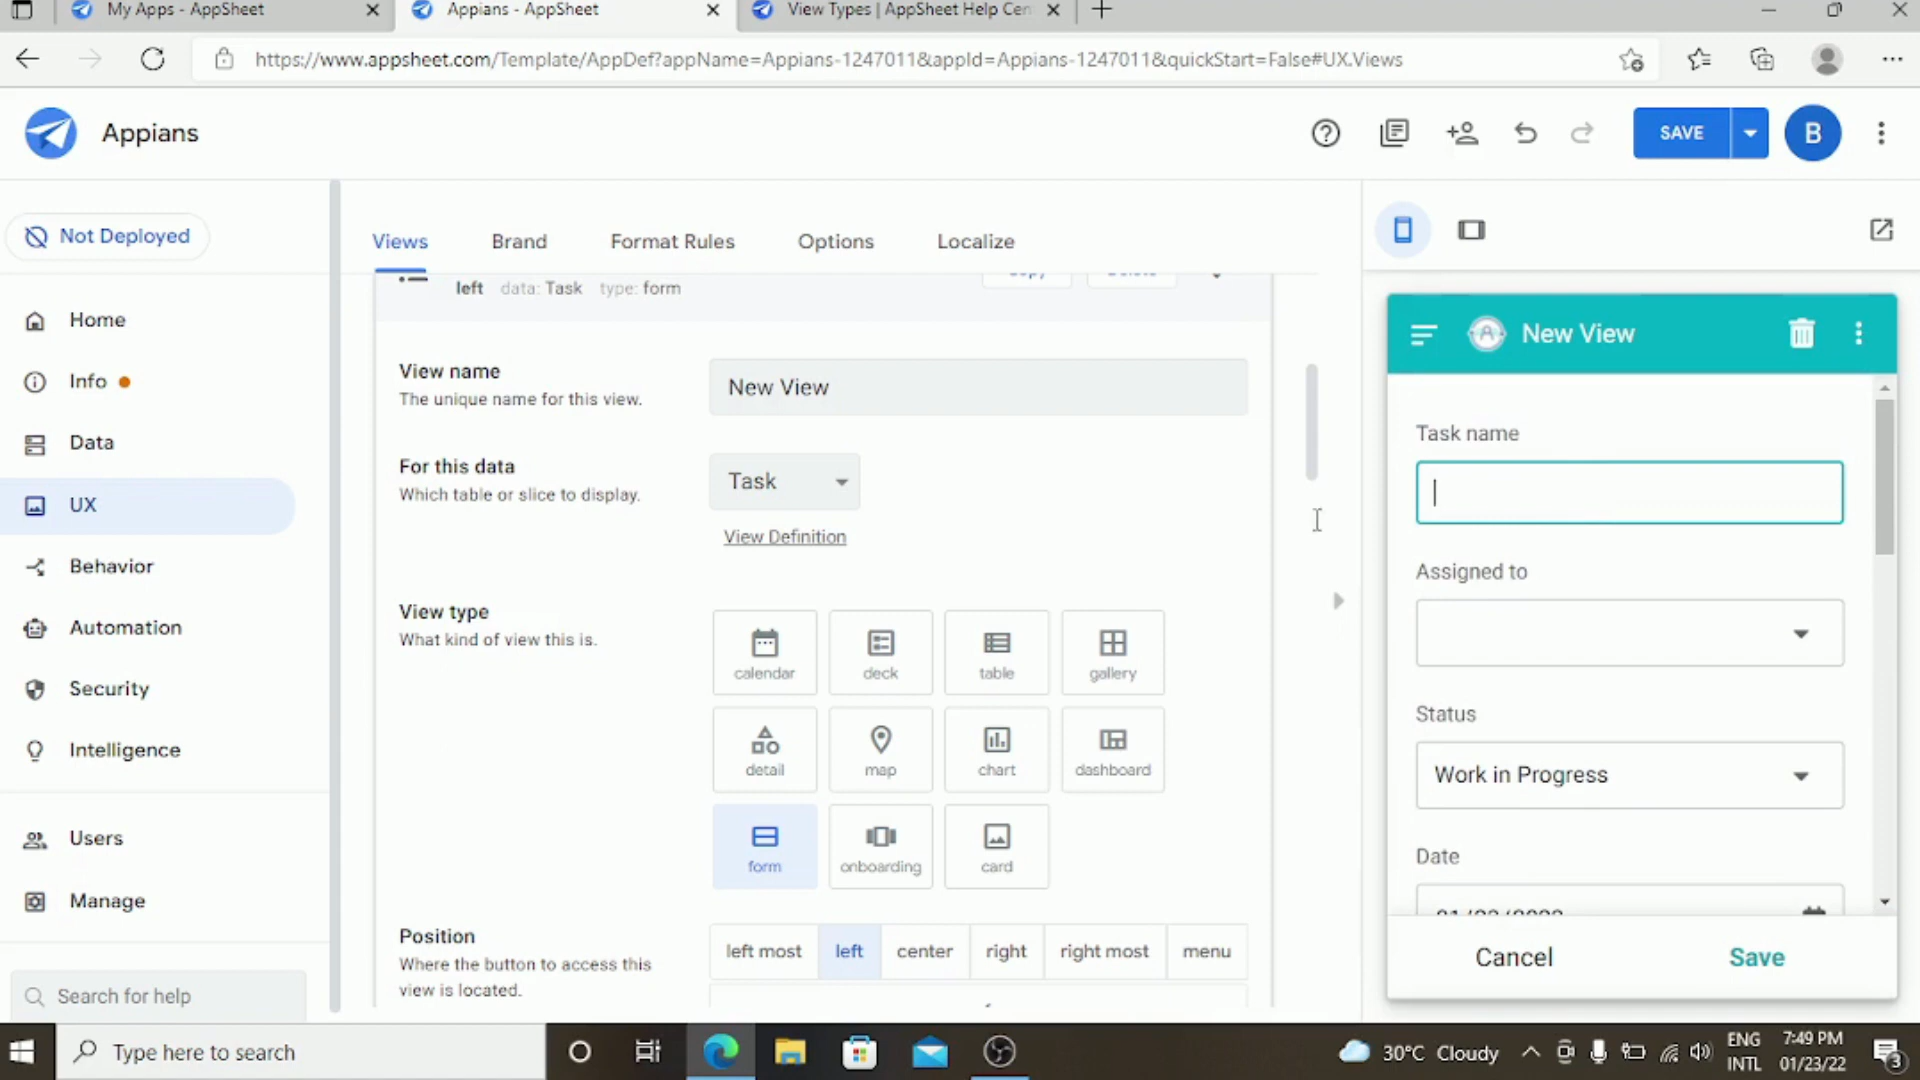 My Apps - AppSheet
Appians - AppSheet
View Types | AppSheet Help Cen
https://www.appsheet.com/Template/AppDef?appName=Appians-1247011&appId=Appians-1247011&quickStart=False#UX.Views
Appians
SAVE
B
Not Deployed
Home
Info
Data
UX
Behavior
Automation
Security
Intelligence
Users
Manage
Search for help
Views
Brand
Format Rules
Options
Localize
left data: Task type: form
View name
The unique name for this view.
New View
For this data
Which table or slice to display.
Task
View Definition
View type
What kind of view this is.
calendar
deck
table
gallery
detail
map
chart
dashboard
form
onboarding
card
Position
Where the button to access this
view is located.
left most
left
center
right
right most
menu
New View
Task name
Assigned to
Status
Work in Progress
Date
Cancel
Save
Type here to search
30°C Cloudy
ENG
INTL
7:49 PM
01/23/22
3